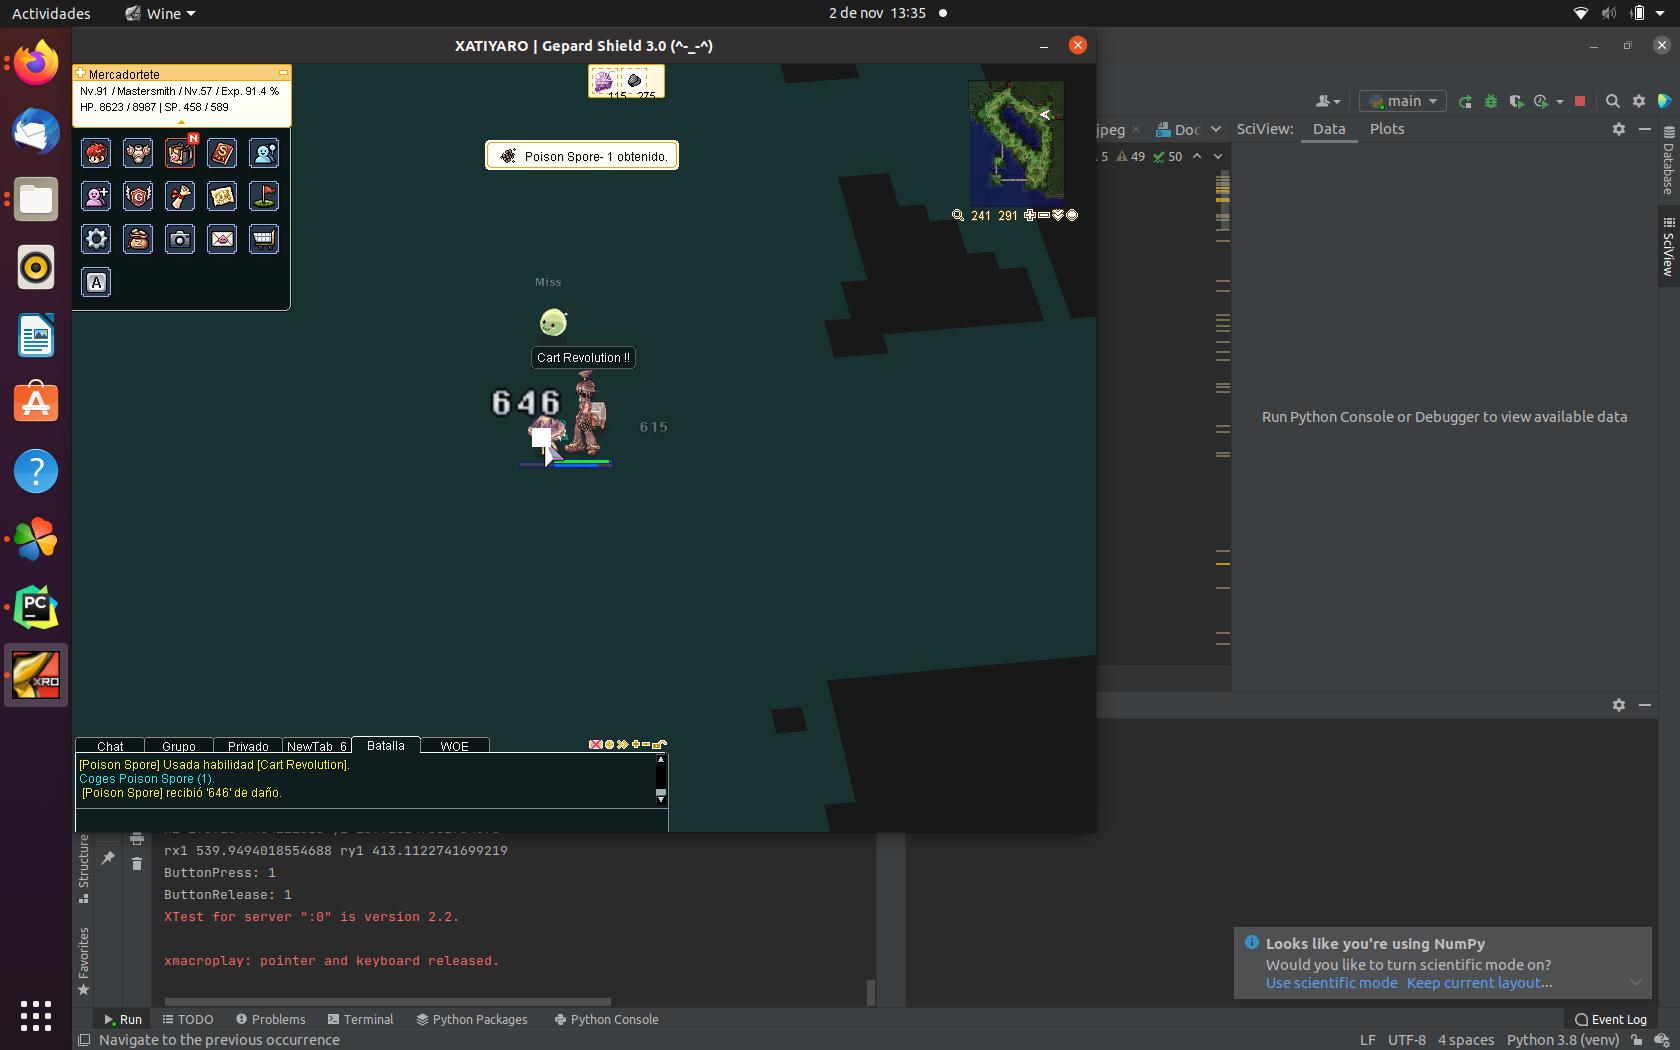 Actividades
Wine
2 de nov 13:35
XATIYARO | Gepard Shield 3.0 (^-_-^)
Mercadortete
Nv.91 / Mastersmith / Nv.57 / Exp. 91.4 %
HP. 8623 / 8987 | SP. 458 / 589
115 275
N
Poison Spore- 1 obtenido.
241 291
A
Miss
Cart Revolution !!
646
615
Chat Grupo Privado NewTab 6 Batalla WOE
[Poison Spore] Usada habilidad [Cart Revolution].
Coges Poison Spore (1).
[Poison Spore] recibió '646' de daño.
main
jpeg
Doc
SciView: Data Plots
5 49 50
Database
SciView
Run Python Console or Debugger to view available data
PC
XRO
rx1 539.9494018554688 ry1 413.1122741699219
ButtonPress: 1
ButtonRelease: 1
XTest for server ":0" is version 2.2.
xmacroplay: pointer and keyboard released.
Structure
Favorites
Looks like you're using NumPy
Would you like to turn scientific mode on?
Use scientific mode Keep current layout...
Run TODO Problems Terminal Python Packages Python Console Event Log
Navigate to the previous occurrence
LF UTF-8 4 spaces Python 3.8 (venv)